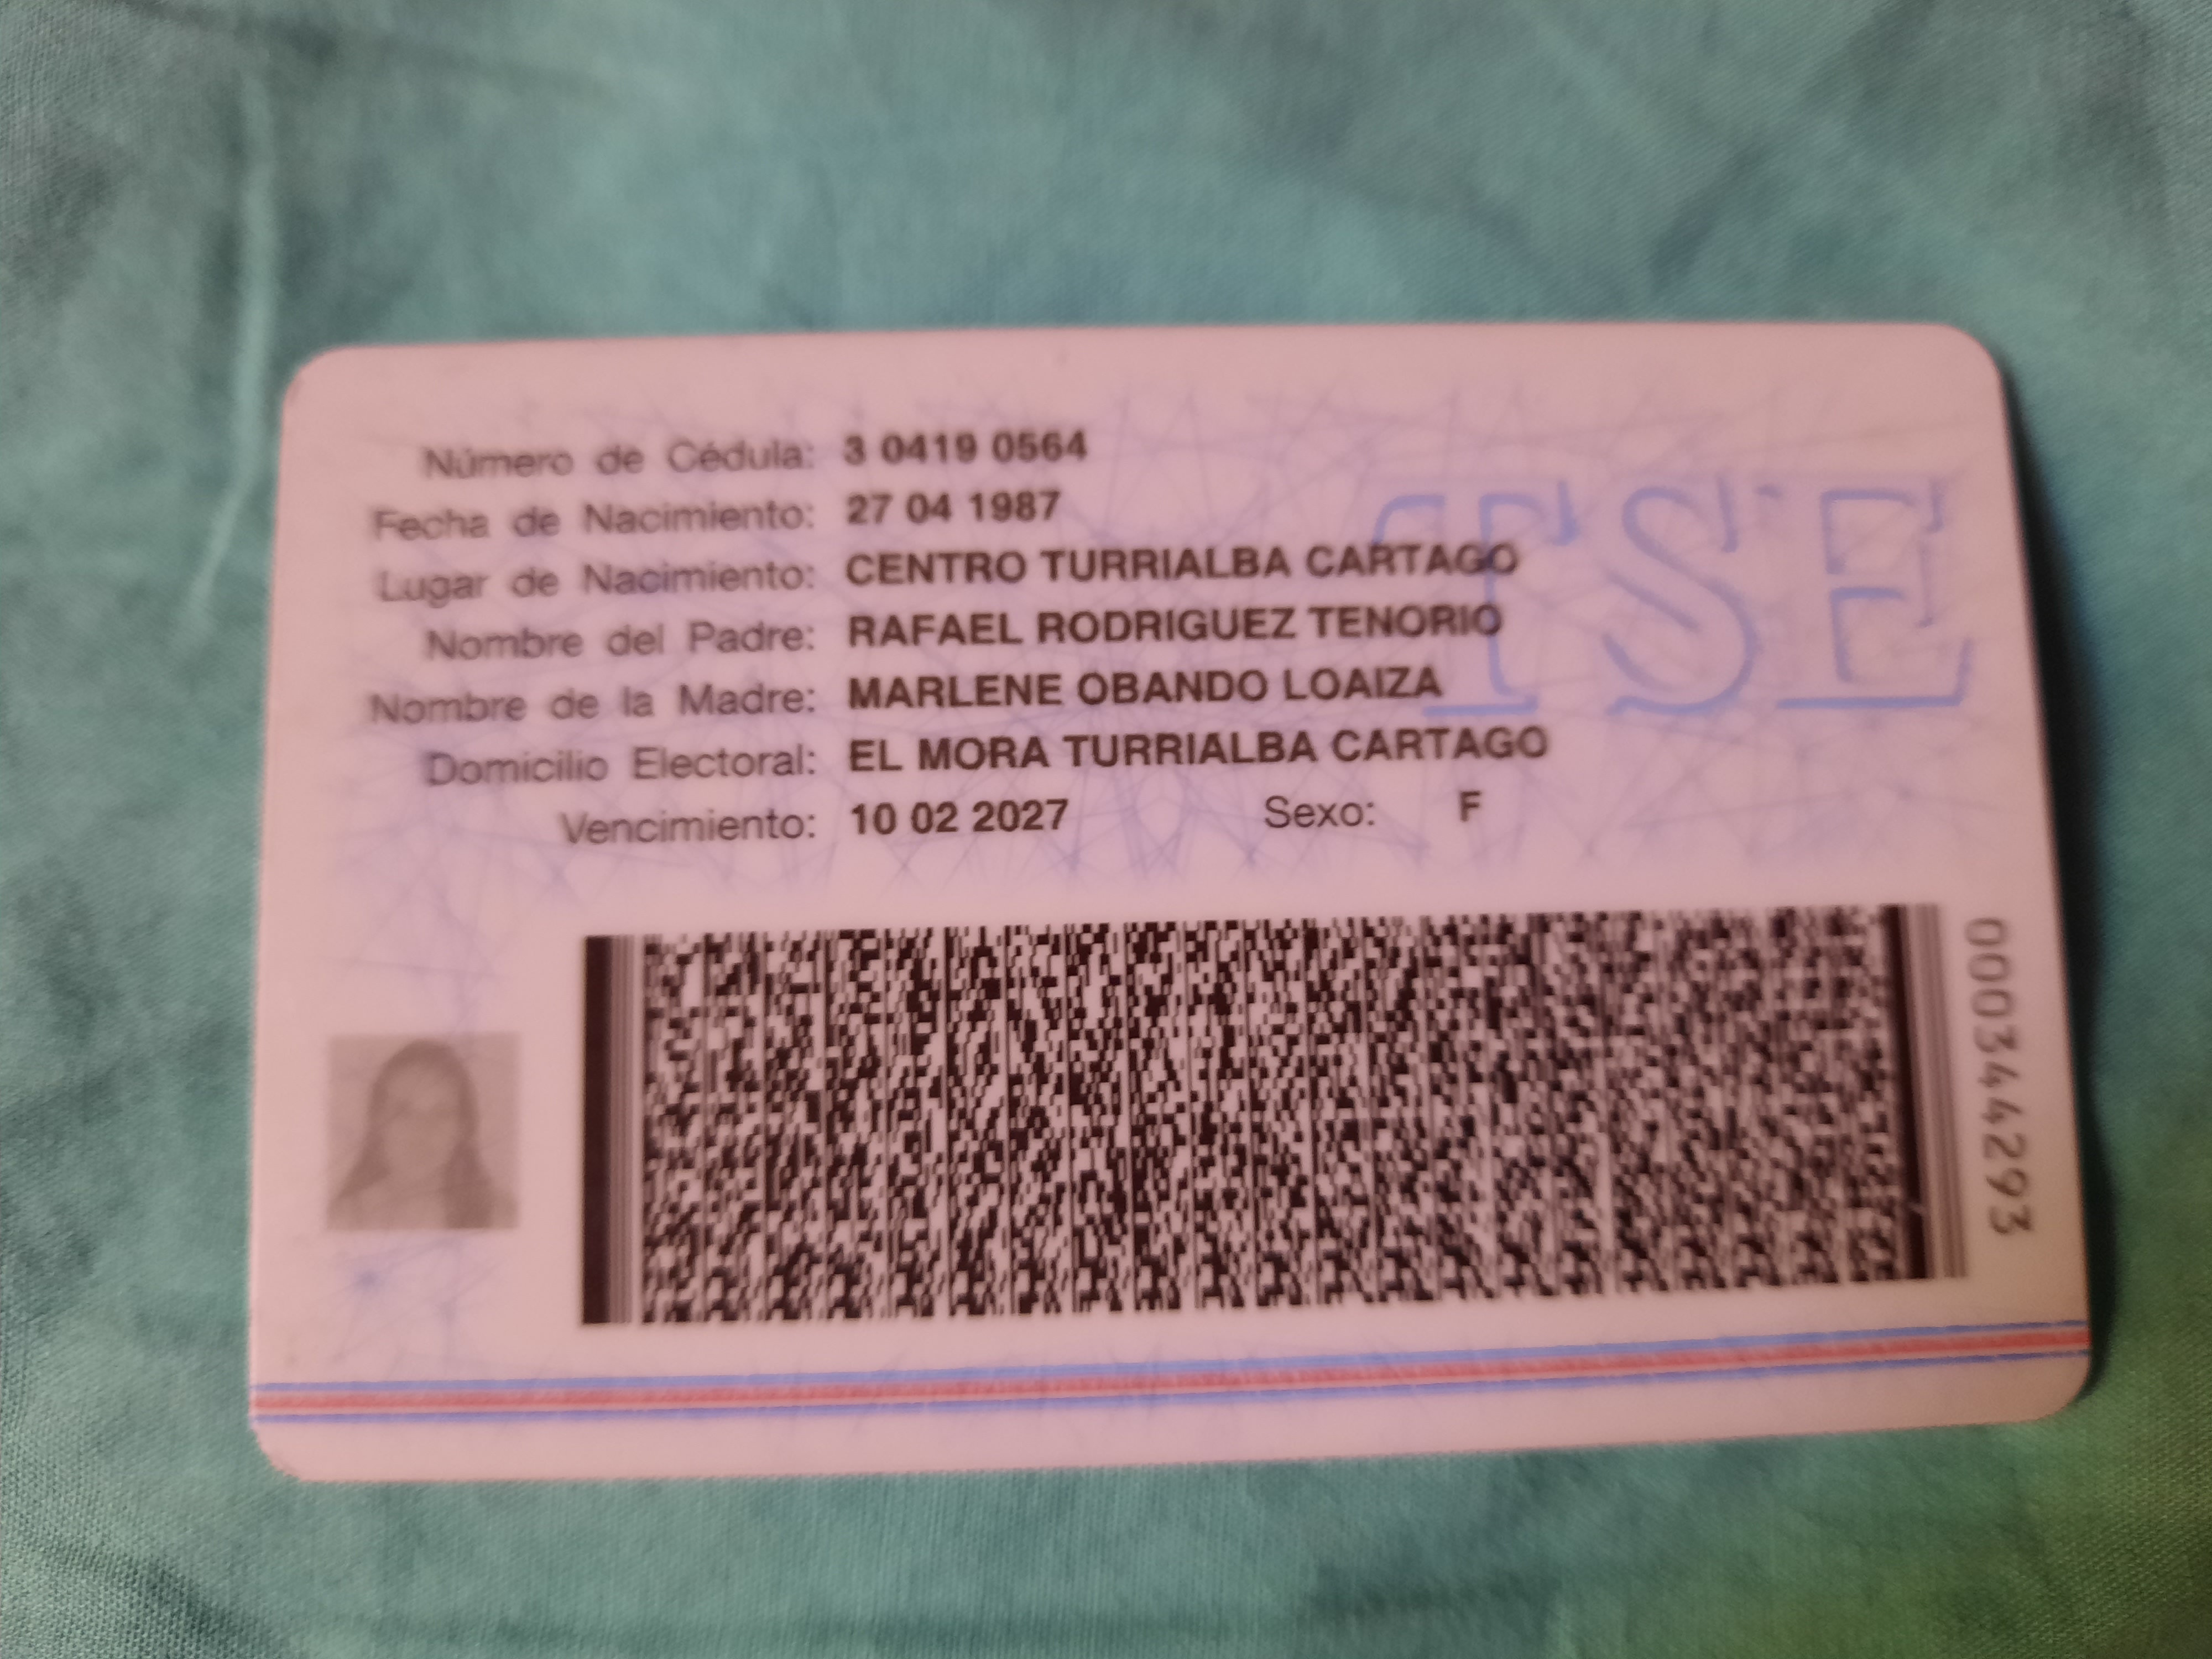 Número de Cédula: 3 0419 0564
Fecha de Nacimiento: 27 04 1987
Lugar de Nacimiento: CENTRO TURRIALBA CARTAGO
Nombre del Padre: RAFAEL RODRIGUEZ TENORIO
Nombre de la Madre: MARLENE OBANDO LOAIZA
Domicilio Electoral: EL MORA TURRIALBA CARTAGO
Vencimiento: 10 02 2027 Sexo: F
TSE
000344293